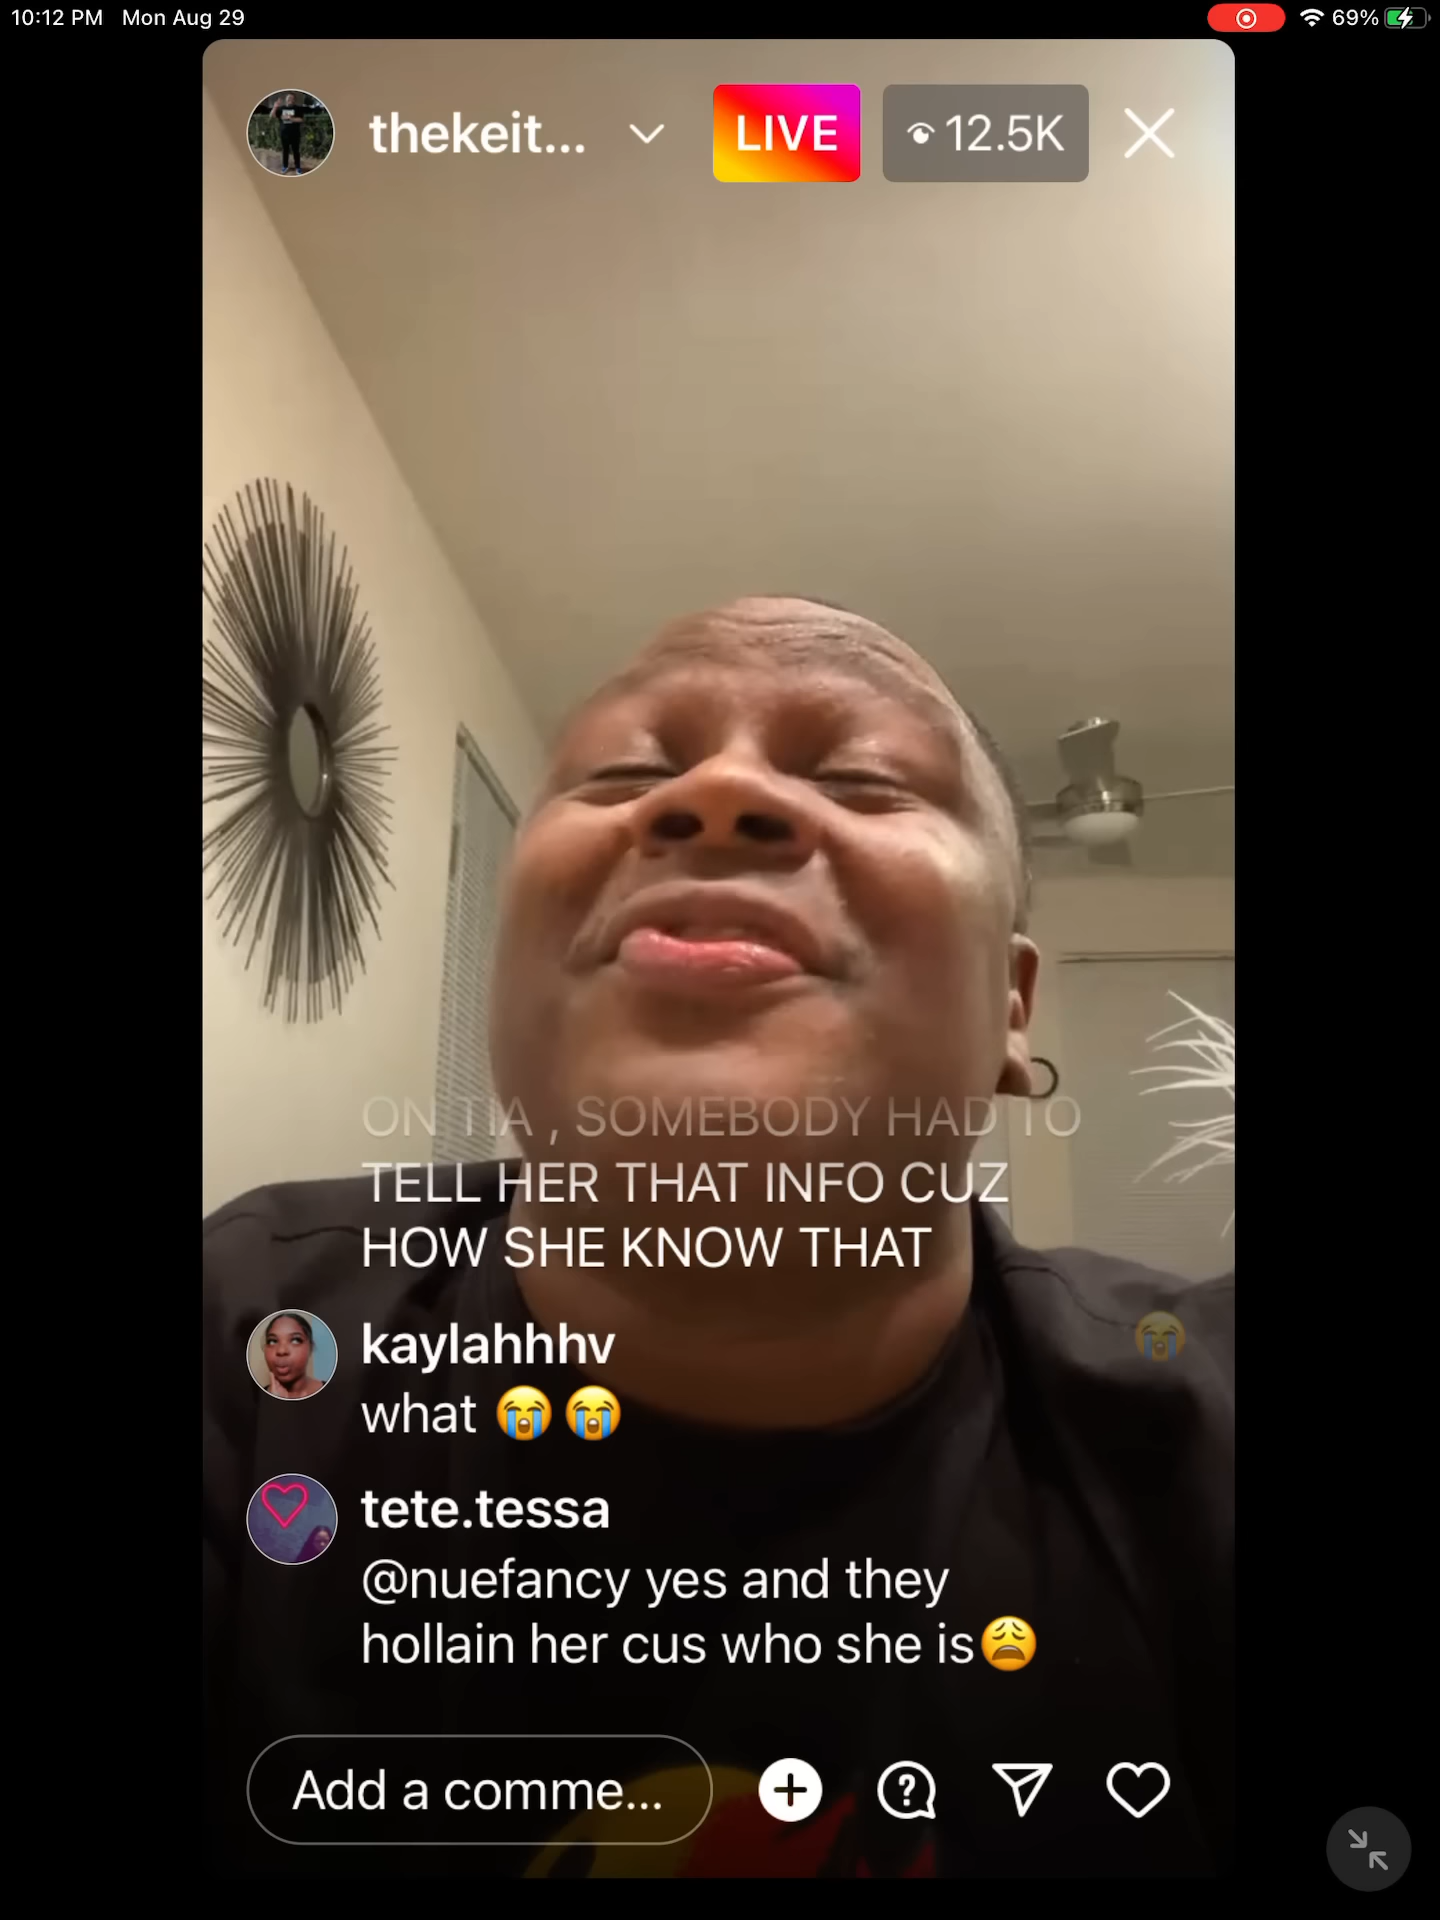 10:12 PM Mon Aug 29 69%
thekeit... LIVE 12.5K
ON TIA , SOMEBODY HAD TO
TELL HER THAT INFO CUZ
HOW SHE KNOW THAT
kaylahhhv
what 😭😭
tete.tessa
@nuefancy yes and they
hollain her cus who she is😩
Add a comme...